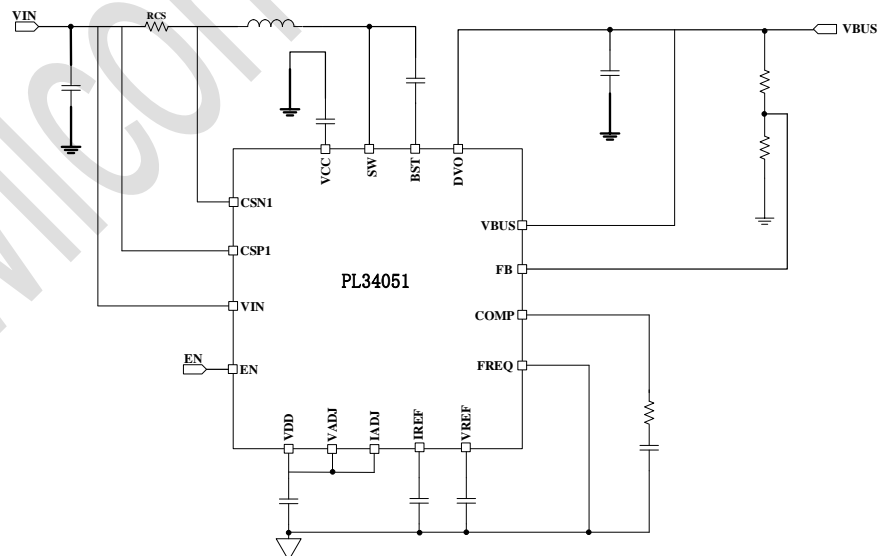 VIN
RCS
VBUS
VCC
SW
BST
DVO
CSN1
CSP1
VIN
EN
EN
PL34051
VBUS
FB
COMP
FREQ
VDD
VADJ
IADJ
IREF
VREF